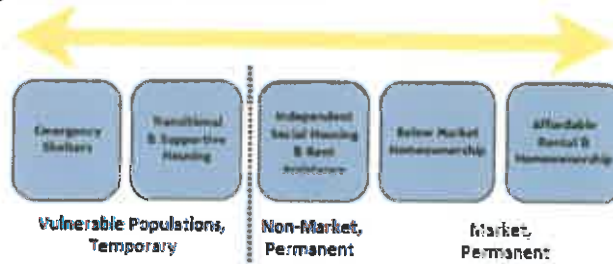 Emergency
Shelters
Transitional
& Supportive
Housing
Independent
Social Housing
& Rent
Assistance
Below Market
Homeownership
Affordable
Rental &
Homeownership
Vulnerable Populations,
Temporary
Non-Market,
Permanent
Market,
Permanent